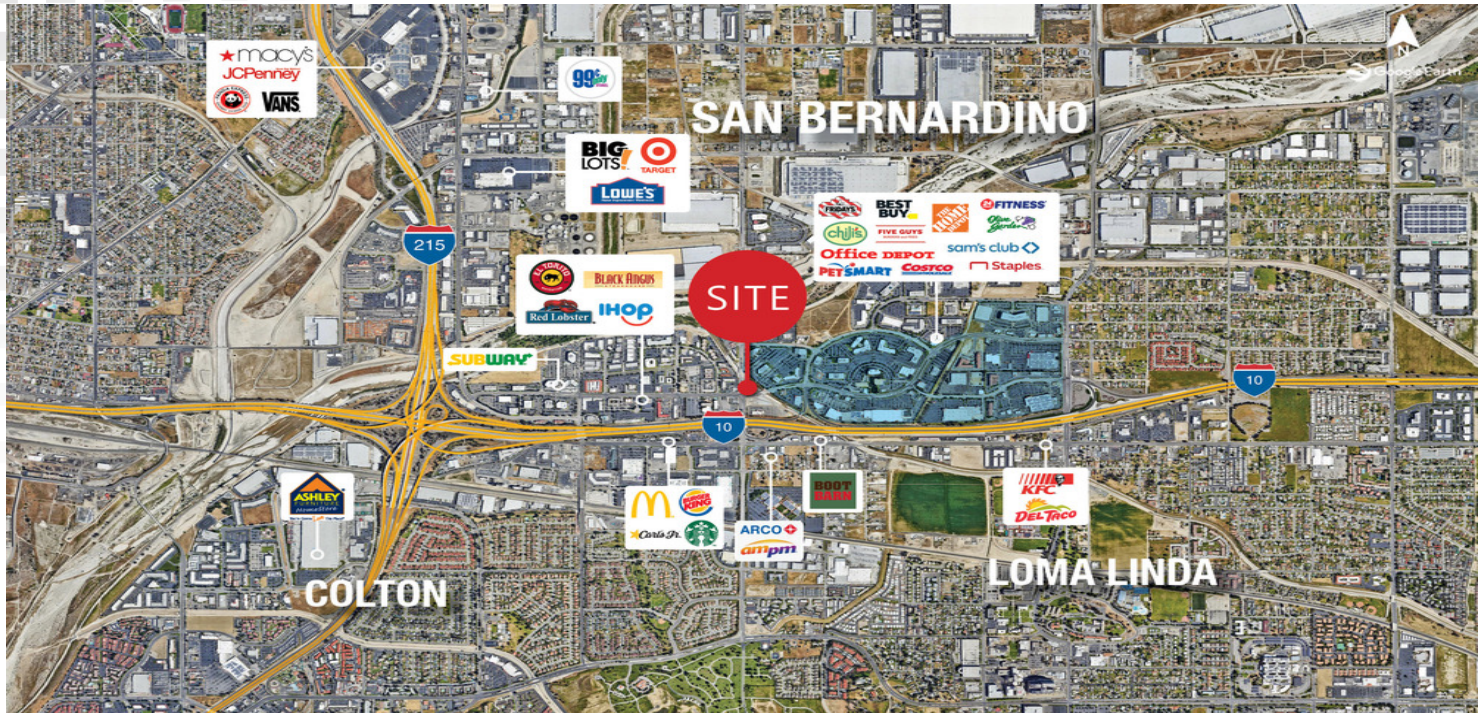 macy's
JCPenney
VANS
99¢
BIG LOTS!
TARGET
LOWE'S
SAN BERNARDINO
N
Google Earth
215
FRIDAYS
BEST BUY
THE HOME DEPOT
FITNESS
Olive Garden
chili's
FIVE GUYS
sam's club
Office DEPOT
PETSMART
COSTCO
Staples
EL TORITO
BLACK ANGUS
Red Lobster
IHOP
SITE
SUBWAY
10
10
ASHLEY
FURNITURE
HomeStore
BURGER KING
Carl's Jr.
ARCO
ampm
BOOT BARN
KFC
DEL TACO
COLTON
LOMA LINDA